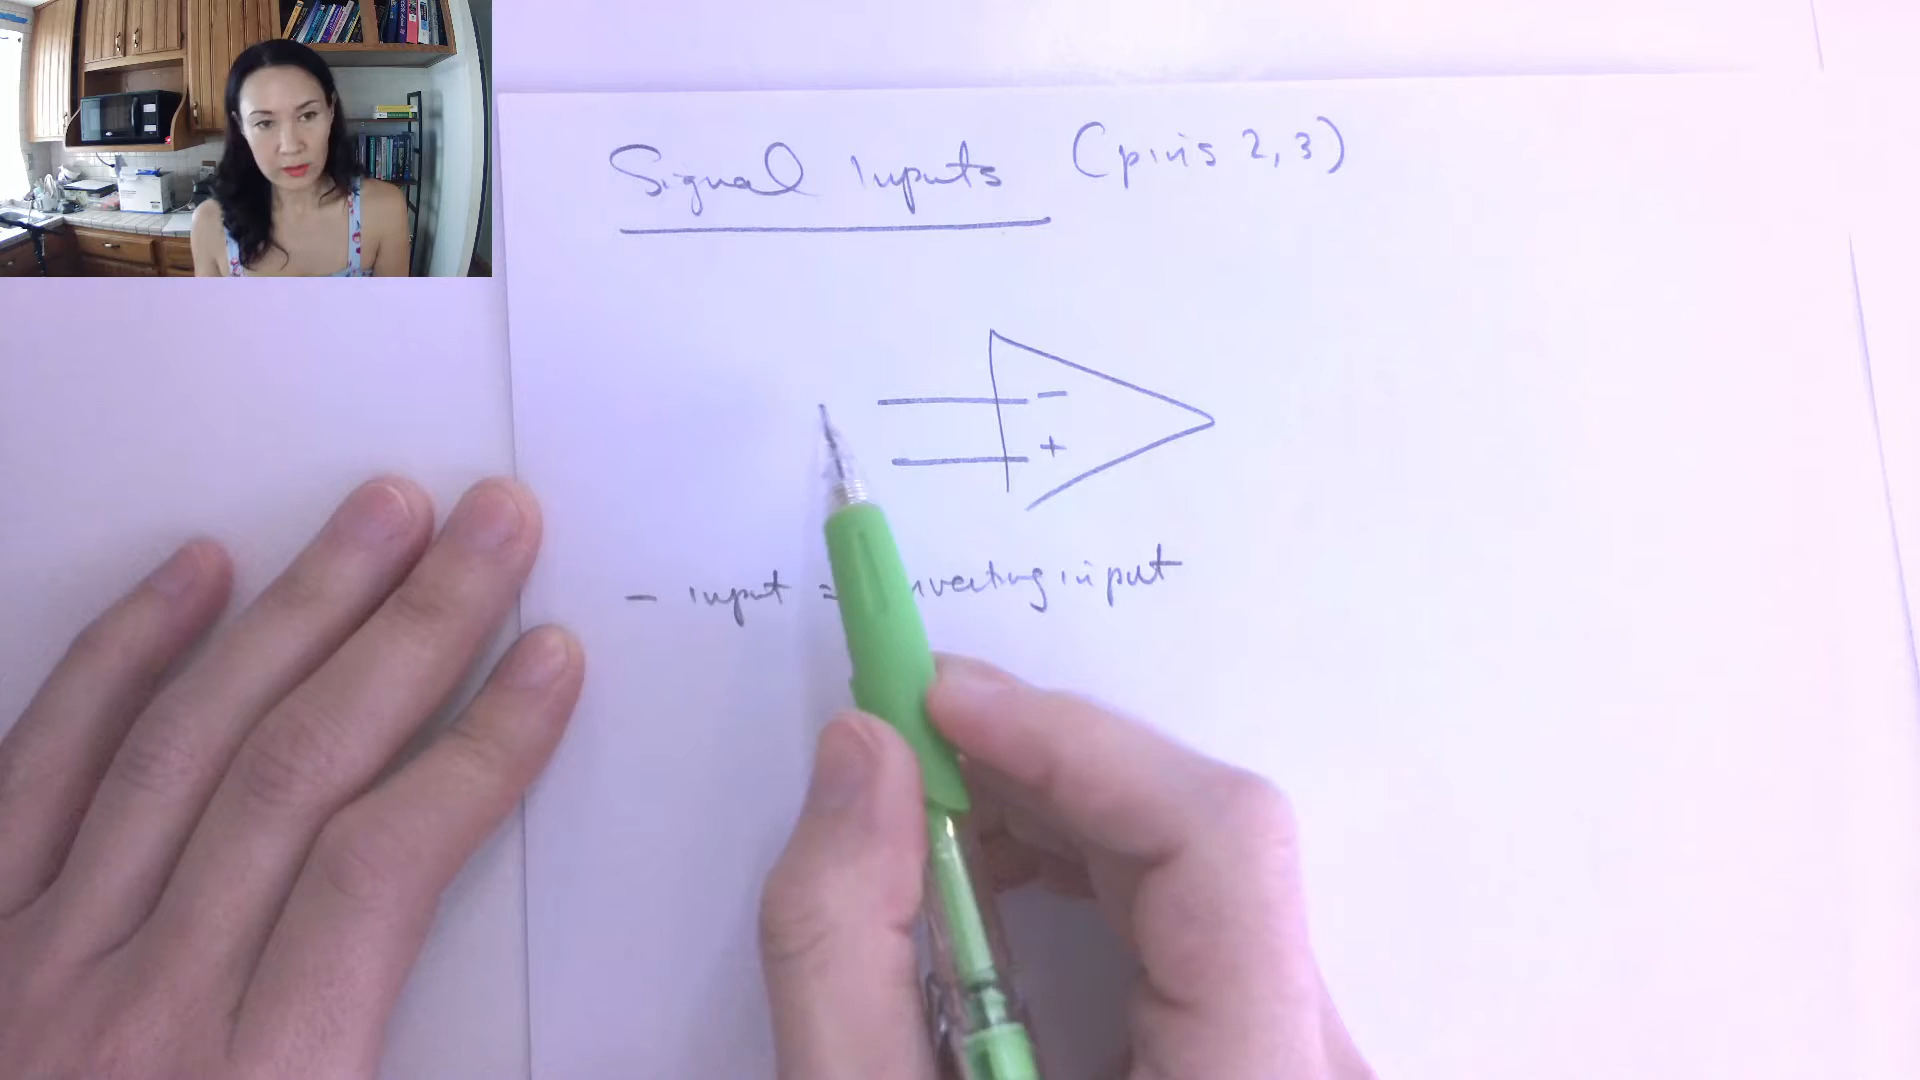 Signal Inputs (pins 2, 3)
-
+
- input = inverting input